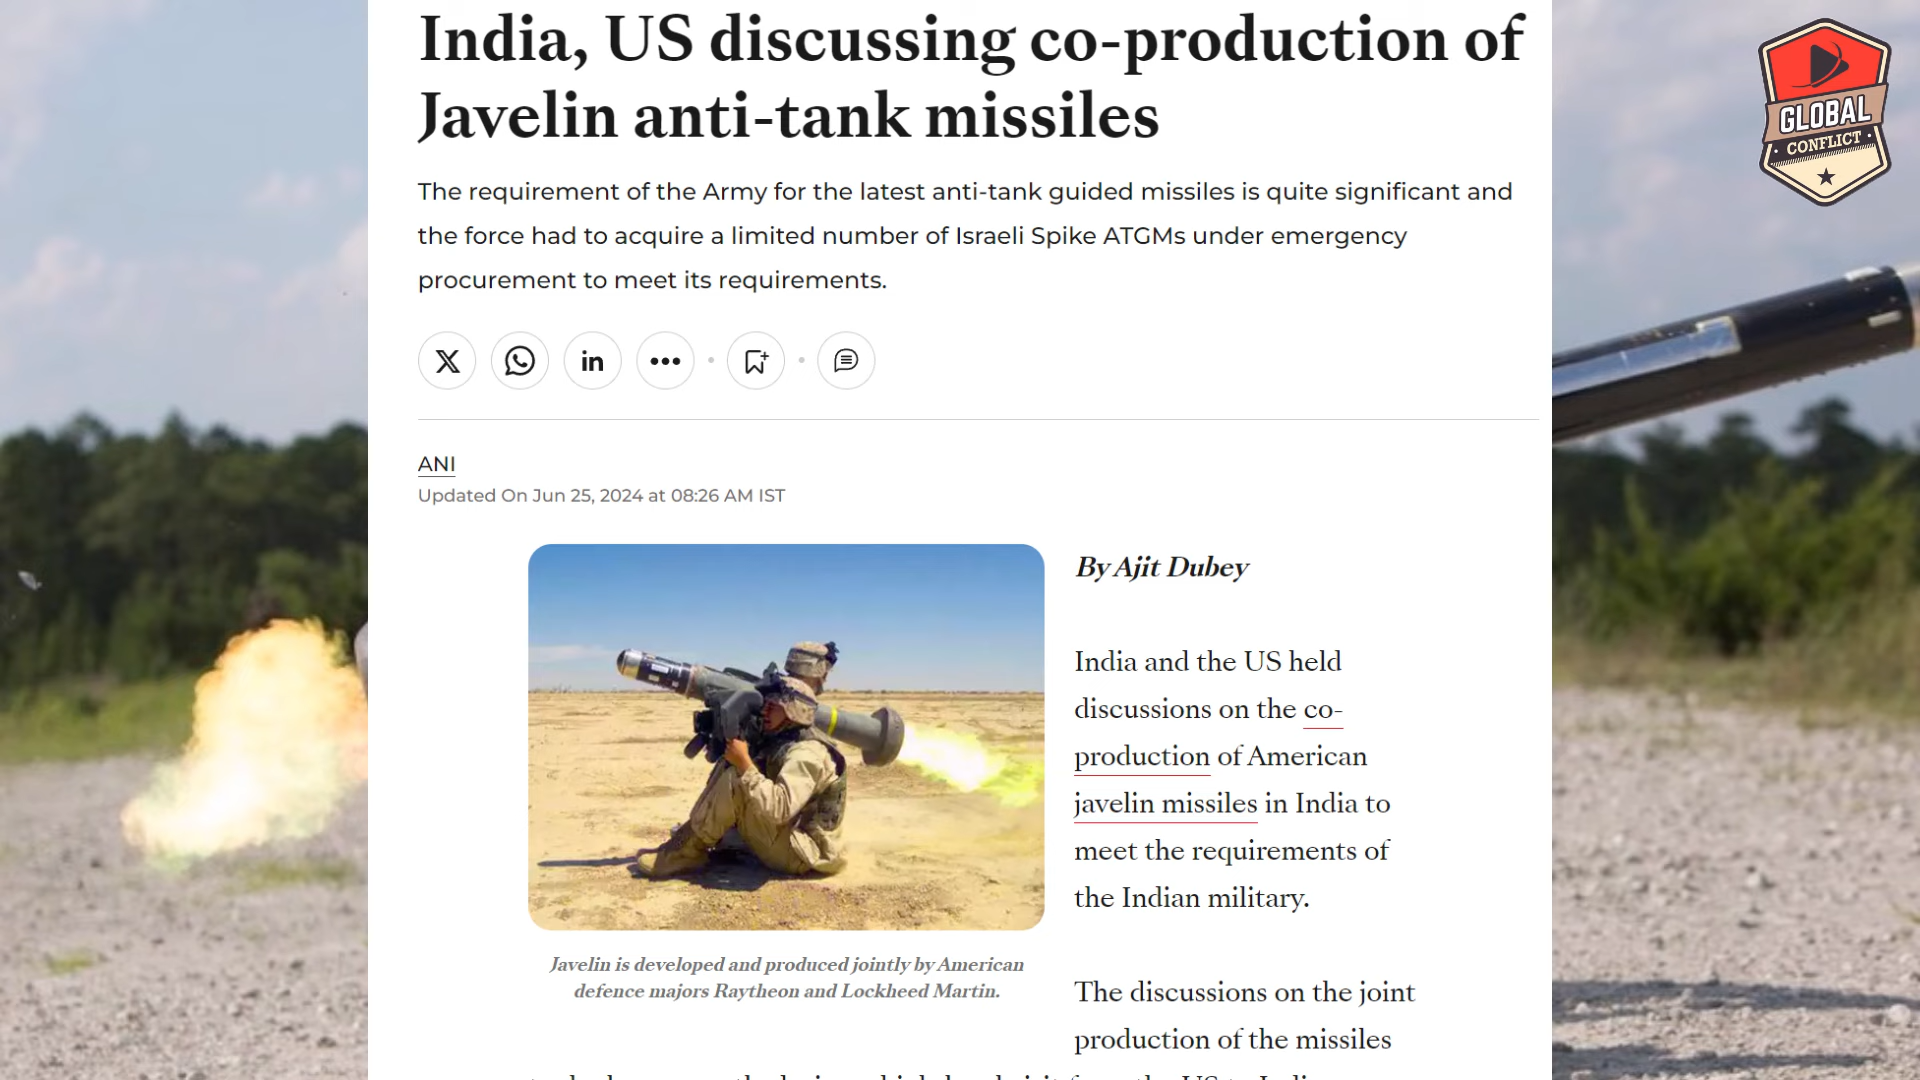 India, US discussing co-production of
Javelin anti-tank missiles
The requirement of the Army for the latest anti-tank guided missiles is quite significant and
the force had to acquire a limited number of Israeli Spike ATGMs under emergency
procurement to meet its requirements.
ANI
Updated On Jun 25, 2024 at 08:26 AM IST
By Ajit Dubey
India and the US held
discussions on the co-
production of American
javelin missiles in India to
meet the requirements of
the Indian military.
The discussions on the joint
production of the missiles
Javelin is developed and produced jointly by American
defence majors Raytheon and Lockheed Martin.
GLOBAL
CONFLICT